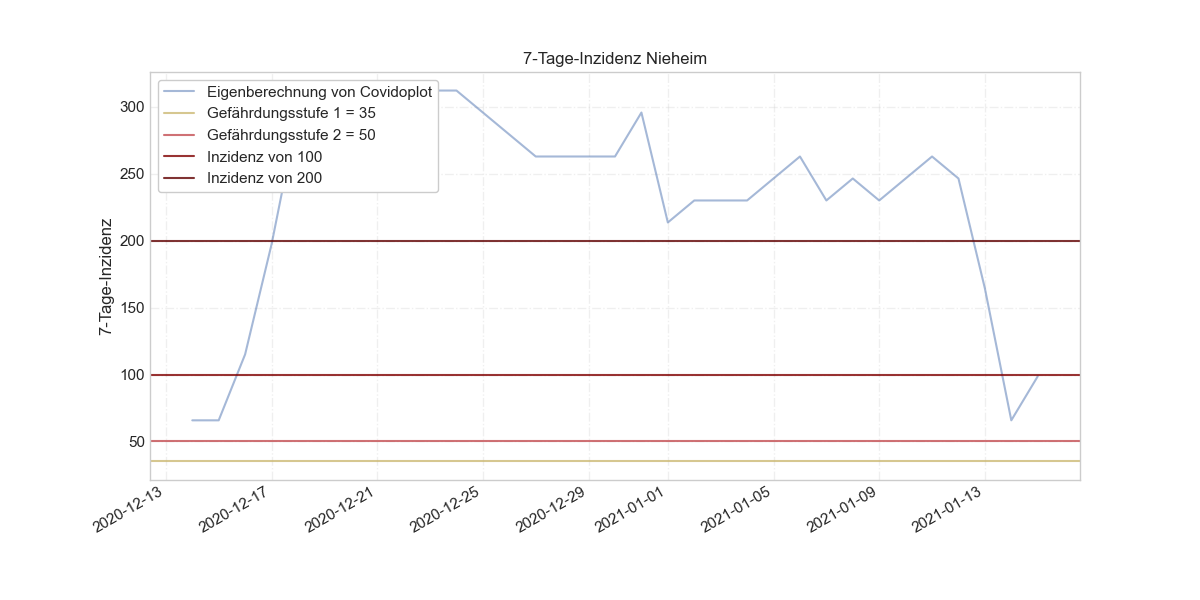 7-Tage-Inzidenz Nieheim
Eigenberechnung von Covidoplot
Gefährdungsstufe 1 = 35
Gefährdungsstufe 2 = 50
Inzidenz von 100
Inzidenz von 200
7-Tage-Inzidenz
300
250
200
150
100
50
2020-12-13
2020-12-17
2020-12-21
2020-12-25
2020-12-29
2021-01-01
2021-01-05
2021-01-09
2021-01-13